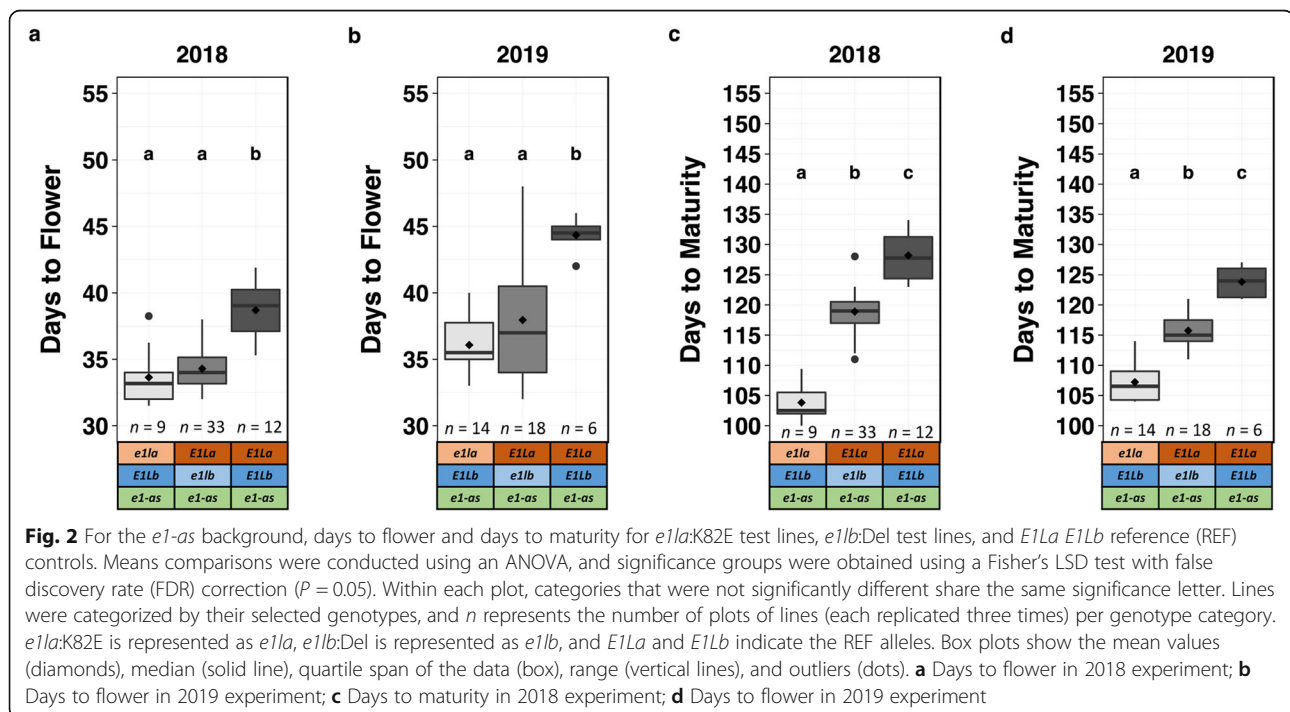 a
2018
55
50
45
40
35
30
Days to Flower
a a b
n = 9 n = 33 n = 12
e1la E1La E1La
E1Lb e1lb E1Lb
e1-as e1-as e1-as
b
2019
55
50
45
40
35
30
Days to Flower
a a b
n = 14 n = 18 n = 6
e1la E1La E1La
E1Lb e1lb E1Lb
e1-as e1-as e1-as
c
2018
155
150
145
140
135
130
125
120
115
110
105
100
Days to Maturity
a b c
n = 9 n = 33 n = 12
e1la E1La E1La
E1Lb e1lb E1Lb
e1-as e1-as e1-as
d
2019
155
150
145
140
135
130
125
120
115
110
105
100
Days to Maturity
a b c
n = 14 n = 18 n = 6
e1la E1La E1La
E1Lb e1lb E1Lb
e1-as e1-as e1-as
Fig. 2 For the e1-as background, days to flower and days to maturity for e1la:K82E test lines, e1lb:Del test lines, and E1La E1Lb reference (REF)
controls. Means comparisons were conducted using an ANOVA, and significance groups were obtained using a Fisher's LSD test with false
discovery rate (FDR) correction (P = 0.05). Within each plot, categories that were not significantly different share the same significance letter. Lines
were categorized by their selected genotypes, and n represents the number of plots of lines (each replicated three times) per genotype category.
e1la:K82E is represented as e1la, e1lb:Del is represented as e1lb, and E1La and E1Lb indicate the REF alleles. Box plots show the mean values
(diamonds), median (solid line), quartile span of the data (box), range (vertical lines), and outliers (dots). a Days to flower in 2018 experiment; b
Days to flower in 2019 experiment; c Days to maturity in 2018 experiment; d Days to flower in 2019 experiment